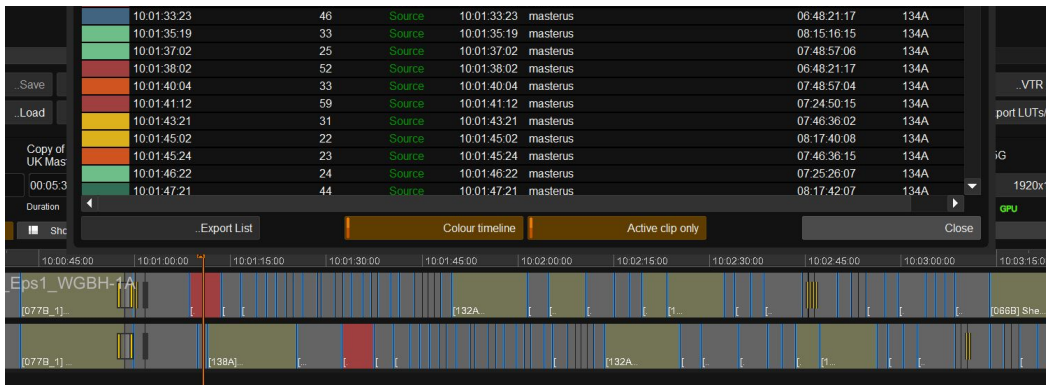 10:01:33:23 46 Source 10:01:33:23 masterus 06:48:21:17 134A
10:01:35:19 33 Source 10:01:35:19 masterus 08:15:16:15 134A
10:01:37:02 25 Source 10:01:37:02 masterus 07:48:57:06 134A
10:01:38:02 52 Source 10:01:38:02 masterus 06:48:21:17 134A
10:01:40:04 33 Source 10:01:40:04 masterus 07:48:57:04 134A
10:01:41:12 59 Source 10:01:41:12 masterus 07:24:50:15 134A
10:01:43:21 31 Source 10:01:43:21 masterus 07:46:36:02 134A
10:01:45:02 22 Source 10:01:45:02 masterus 08:17:40:08 134A
10:01:45:24 23 Source 10:01:45:24 masterus 07:46:36:15 134A
10:01:46:22 24 Source 10:01:46:22 masterus 07:25:26:07 134A
10:01:47:21 44 Source 10:01:47:21 masterus 08:17:42:07 134A
..Save
..VTR
..Load
port LUTs/
Copy of
UK Mas
5G
00:05:3
1920x1
Duration
GPU
Sho
..Export List Colour timeline Active clip only Close
10:00:45:00 10:01:00:00 10:01:15:00 10:01:30:00 10:01:45:00 10:02:00:00 10:02:15:00 10:02:30:00 10:02:45:00 10:03:00:00 10:03:15:0
Eps1_WGBH-1A
[077B_1]... [132A... [1... [066B] She...
[077B_1]... [138A]... [132A... [1...